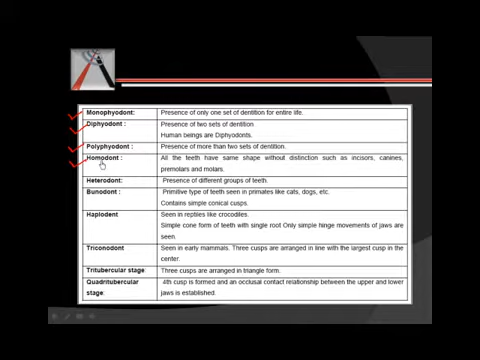 Monophyodont: Presence of only one set of dentition for entire life.
Diphyodont : Presence of two sets of dentition.
Human beings are Diphyodonts.
Polyphyodont : Presence of more than two sets of dentition.
Homodont : All the teeth have same shape without distinction such as incisors, canines,
premolars and molars.
Heterodont: Presence of different groups of teeth.
Bunodont : Primitive type of teeth seen in primates like cats, dogs, etc.
Contains simple conical cusps.
Haplodent Seen in reptiles like crocodiles.
Simple cone form of teeth with single root Only simple hinge movements of jaws are
seen.
Triconodont Seen in early mammals. Three cusps are arranged in line with the largest cusp in the
center.
Tritubercular stage: Three cusps are arranged in triangle form.
Quadritubercular 4th cusp is formed and an occlusal contact relationship between the upper and lower
stage: jaws is established.